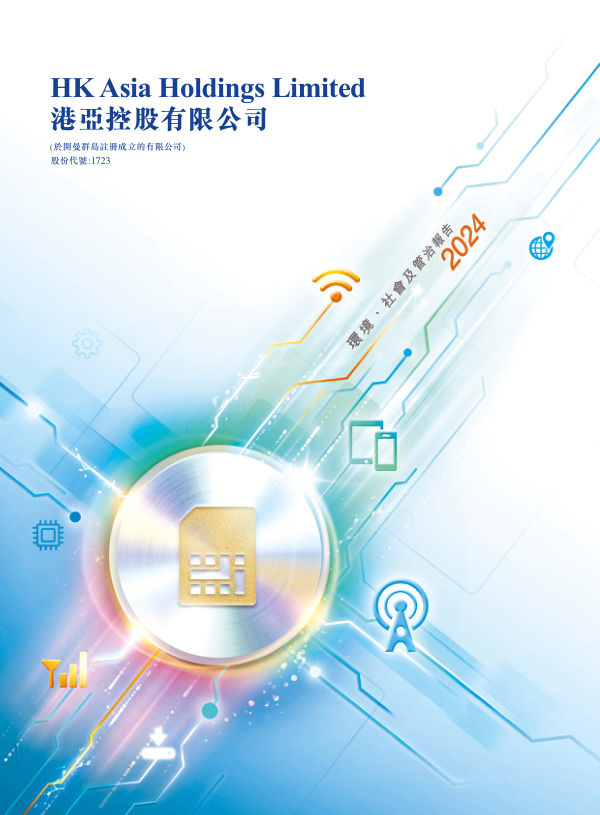 HK Asia Holdings Limited
港亞控股有限公司
(於開曼群島註冊成立的有限公司)
股份代號:1723
環境、社會及管治報告
2024